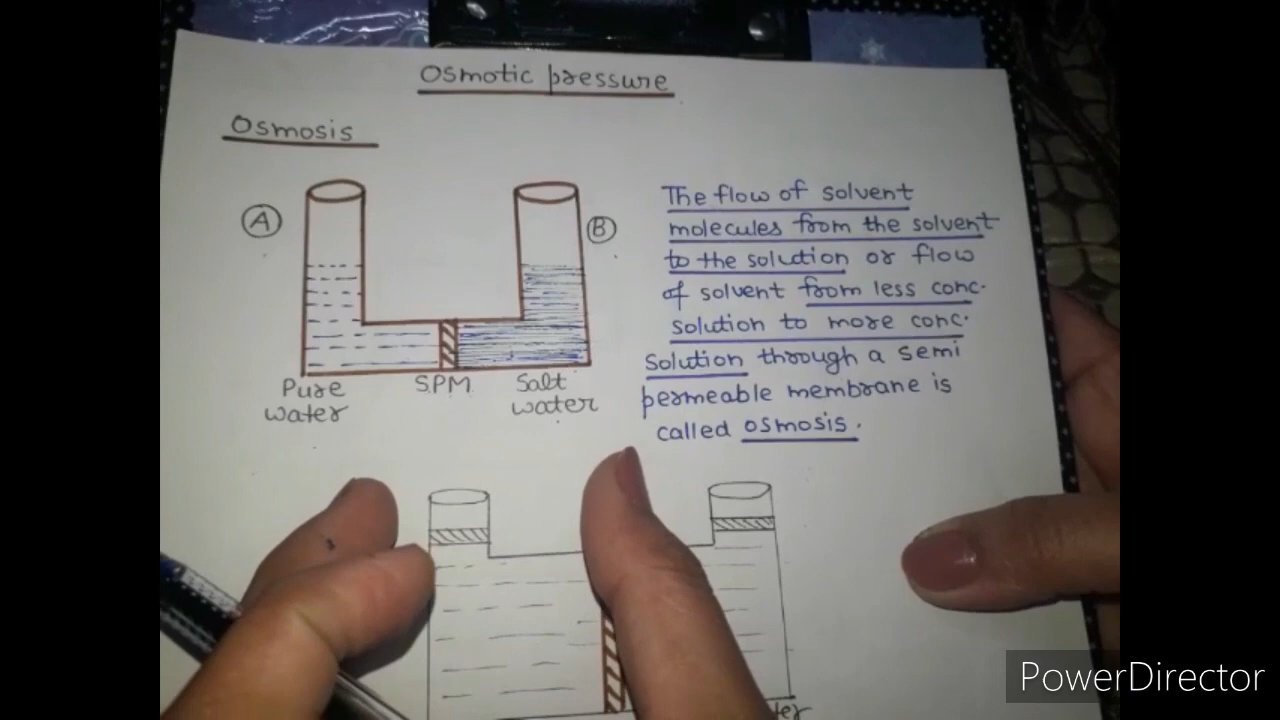 Osmotic pressure
Osmosis
A
B
The flow of solvent
molecules from the solvent
to the solution or flow
of solvent from less conc.
solution to more conc.
solution through a semi
permeable membrane is
called osmosis.
Pure
water
S.P.M
Salt
water
PowerDirector